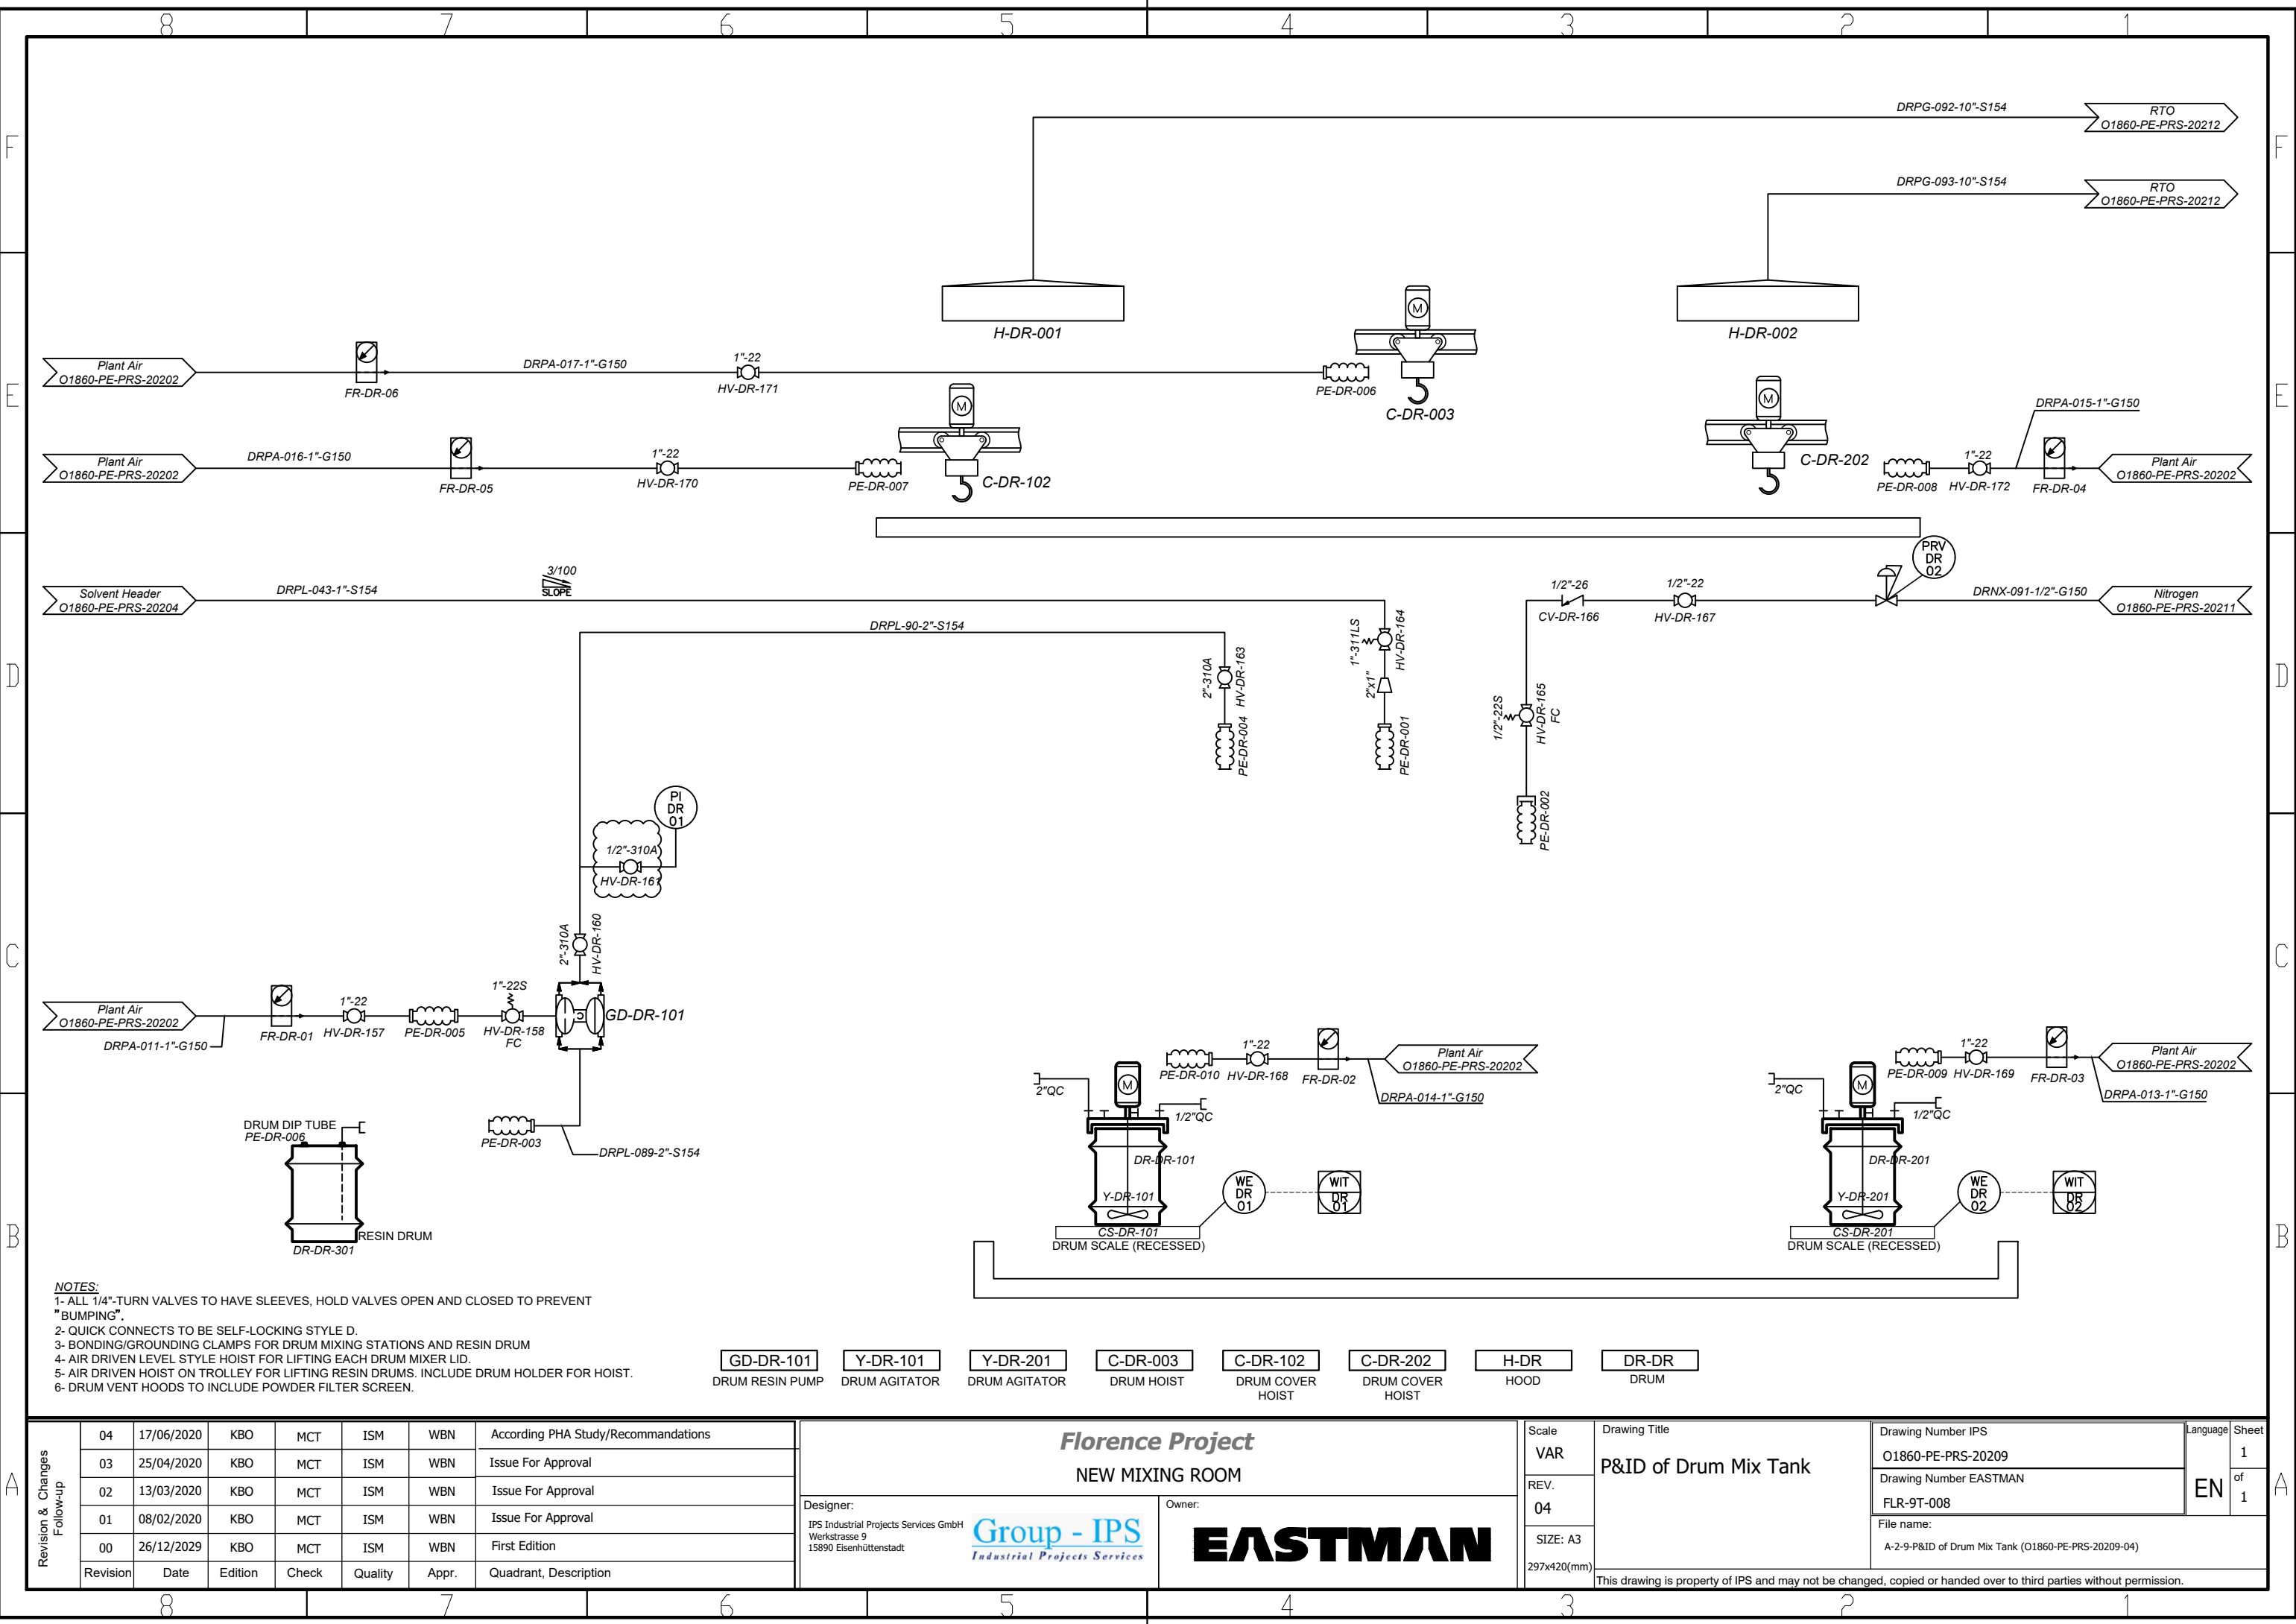 8 7 6 5 4 3 2 1
F
F
DRPG-092-10"-S154
RTO
O1860-PE-PRS-20212
DRPG-093-10"-S154
RTO
O1860-PE-PRS-20212
M
H-DR-001
H-DR-002
Plant Air
O1860-PE-PRS-20202
FR-DR-06
DRPA-017-1"-G150
1"-22
HV-DR-171
PE-DR-006
C-DR-003
E
E
M
M
DRPA-015-1"-G150
Plant Air
O1860-PE-PRS-20202
DRPA-016-1"-G150
FR-DR-05
1"-22
HV-DR-170
PE-DR-007
C-DR-102
C-DR-202
PE-DR-008
1"-22
HV-DR-172
FR-DR-04
Plant Air
O1860-PE-PRS-20202
PRV
DR
02
Solvent Header
O1860-PE-PRS-20204
DRPL-043-1"-S154
3/100
SLOPE
1/2"-26
CV-DR-166
1/2"-22
HV-DR-167
DRNX-091-1/2"-G150
Nitrogen
O1860-PE-PRS-20211
DRPL-90-2"-S154
D
D
2"-310A
HV-DR-163
PE-DR-004
1"-311LS
HV-DR-164
2"x1"
PE-DR-001
1/2"-22S
HV-DR-165
FC
PE-DR-002
PI
DR
01
1/2"-310A
HV-DR-161
2"-310A
HV-DR-160
C
C
Plant Air
O1860-PE-PRS-20202
DRPA-011-1"-G150
FR-DR-01
1"-22
HV-DR-157
PE-DR-005
1"-22S
HV-DR-158
FC
GD-DR-101
PE-DR-003
DRPL-089-2"-S154
2"QC
M
PE-DR-010
1"-22
HV-DR-168
FR-DR-02
Plant Air
O1860-PE-PRS-20202
DRPA-014-1"-G150
1/2"QC
2"QC
M
PE-DR-009
1"-22
HV-DR-169
FR-DR-03
Plant Air
O1860-PE-PRS-20202
DRPA-013-1"-G150
1/2"QC
DRUM DIP TUBE
PE-DR-006
RESIN DRUM
DR-DR-301
DR-DR-101
Y-DR-101
CS-DR-101
DRUM SCALE (RECESSED)
WE
DR
01
WIT
DR
01
DR-DR-201
Y-DR-201
CS-DR-201
DRUM SCALE (RECESSED)
WE
DR
02
WIT
DR
02
B
B
NOTES:
1- ALL 1/4"-TURN VALVES TO HAVE SLEEVES, HOLD VALVES OPEN AND CLOSED TO PREVENT
"BUMPING".
2- QUICK CONNECTS TO BE SELF-LOCKING STYLE D.
3- BONDING/GROUNDING CLAMPS FOR DRUM MIXING STATIONS AND RESIN DRUM
4- AIR DRIVEN LEVEL STYLE HOIST FOR LIFTING EACH DRUM MIXER LID.
5- AIR DRIVEN HOIST ON TROLLEY FOR LIFTING RESIN DRUMS. INCLUDE DRUM HOLDER FOR HOIST.
6- DRUM VENT HOODS TO INCLUDE POWDER FILTER SCREEN.
GD-DR-101
DRUM RESIN PUMP
Y-DR-101
DRUM AGITATOR
Y-DR-201
DRUM AGITATOR
C-DR-003
DRUM HOIST
C-DR-102
DRUM COVER
HOIST
C-DR-202
DRUM COVER
HOIST
H-DR
HOOD
DR-DR
DRUM
A
A
Revision & Changes
Follow-up
04 17/06/2020 KBO MCT ISM WBN According PHA Study/Recommandations
03 25/04/2020 KBO MCT ISM WBN Issue For Approval
02 13/03/2020 KBO MCT ISM WBN Issue For Approval
01 08/02/2020 KBO MCT ISM WBN Issue For Approval
00 26/12/2029 KBO MCT ISM WBN First Edition
Revision Date Edition Check Quality Appr. Quadrant, Description
Florence Project
NEW MIXING ROOM
Designer:
IPS Industrial Projects Services GmbH
Werkstrasse 9
15890 Eisenhüttenstadt
Group - IPS
Industrial Projects Services
Owner:
EASTMAN
Scale
VAR
REV.
04
SIZE: A3
297x420(mm)
Drawing Title
P&ID of Drum Mix Tank
Drawing Number IPS
O1860-PE-PRS-20209
Drawing Number EASTMAN
FLR-9T-008
File name:
A-2-9-P&ID of Drum Mix Tank (O1860-PE-PRS-20209-04)
Language
EN
Sheet
1
of
1
This drawing is property of IPS and may not be changed, copied or handed over to third parties without permission.
8 7 6 5 4 3 2 1